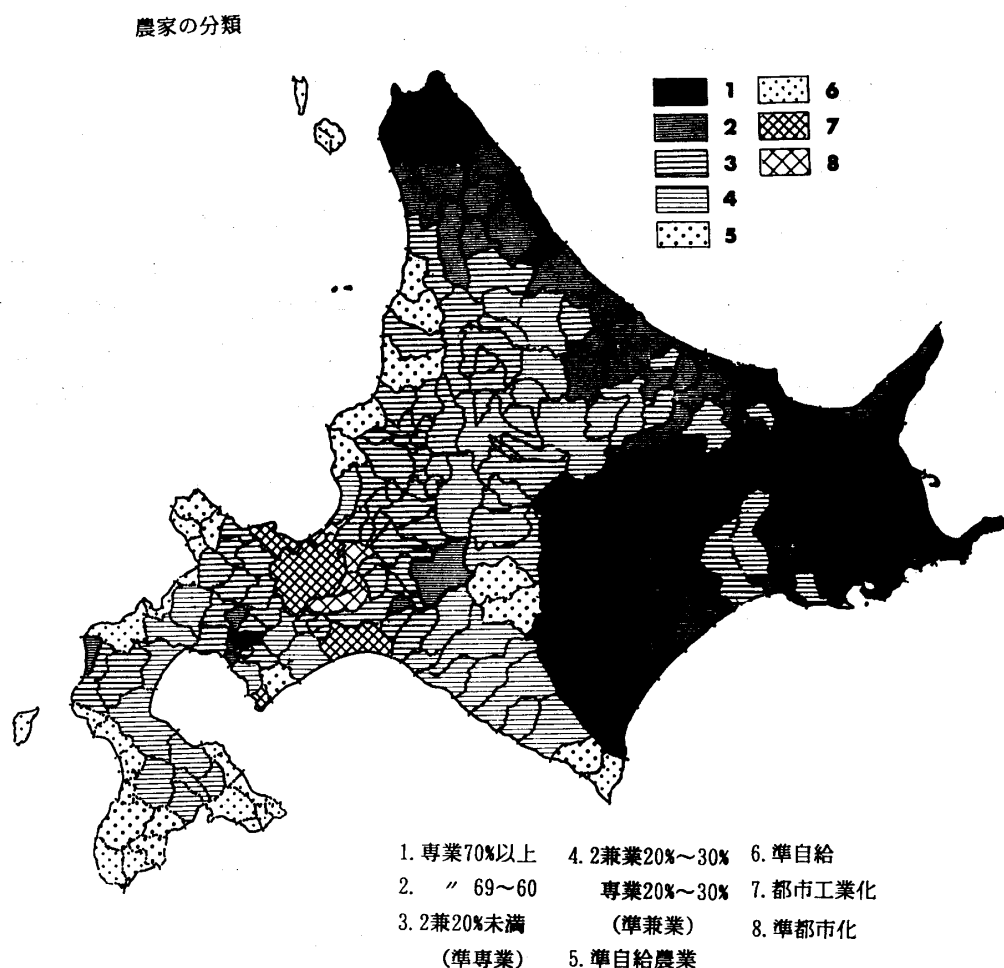 農家の分類
1 6
2 7
3 8
4
5
1. 専業70%以上 4. 2兼業20%～30% 6. 準自給
2. 〃 69～60 専業20%～30% 7. 都市工業化
3. 2兼20%未満 (準兼業) 8. 準都市化
(準専業) 5. 準自給農業